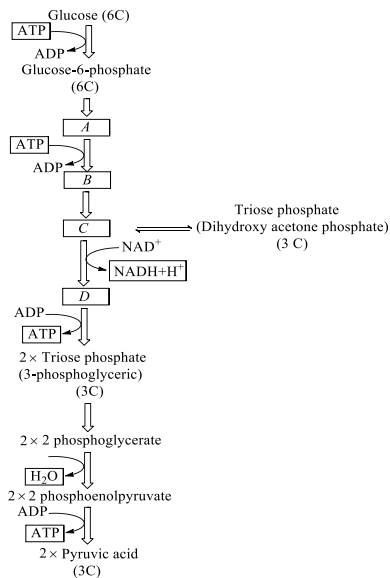 Glucose (6C)
ATP
ADP
Glucose-6-phosphate
(6C)
A
ATP
ADP
B
C
Triose phosphate
(Dihydroxy acetone phosphate)
(3 C)
NAD⁺
NADH+H⁺
D
ADP
ATP
2× Triose phosphate
(3-phosphoglyceric)
(3C)
2×2 phosphoglycerate
H₂O
2×2 phosphoenolpyruvate
ADP
ATP
2× Pyruvic acid
(3C)